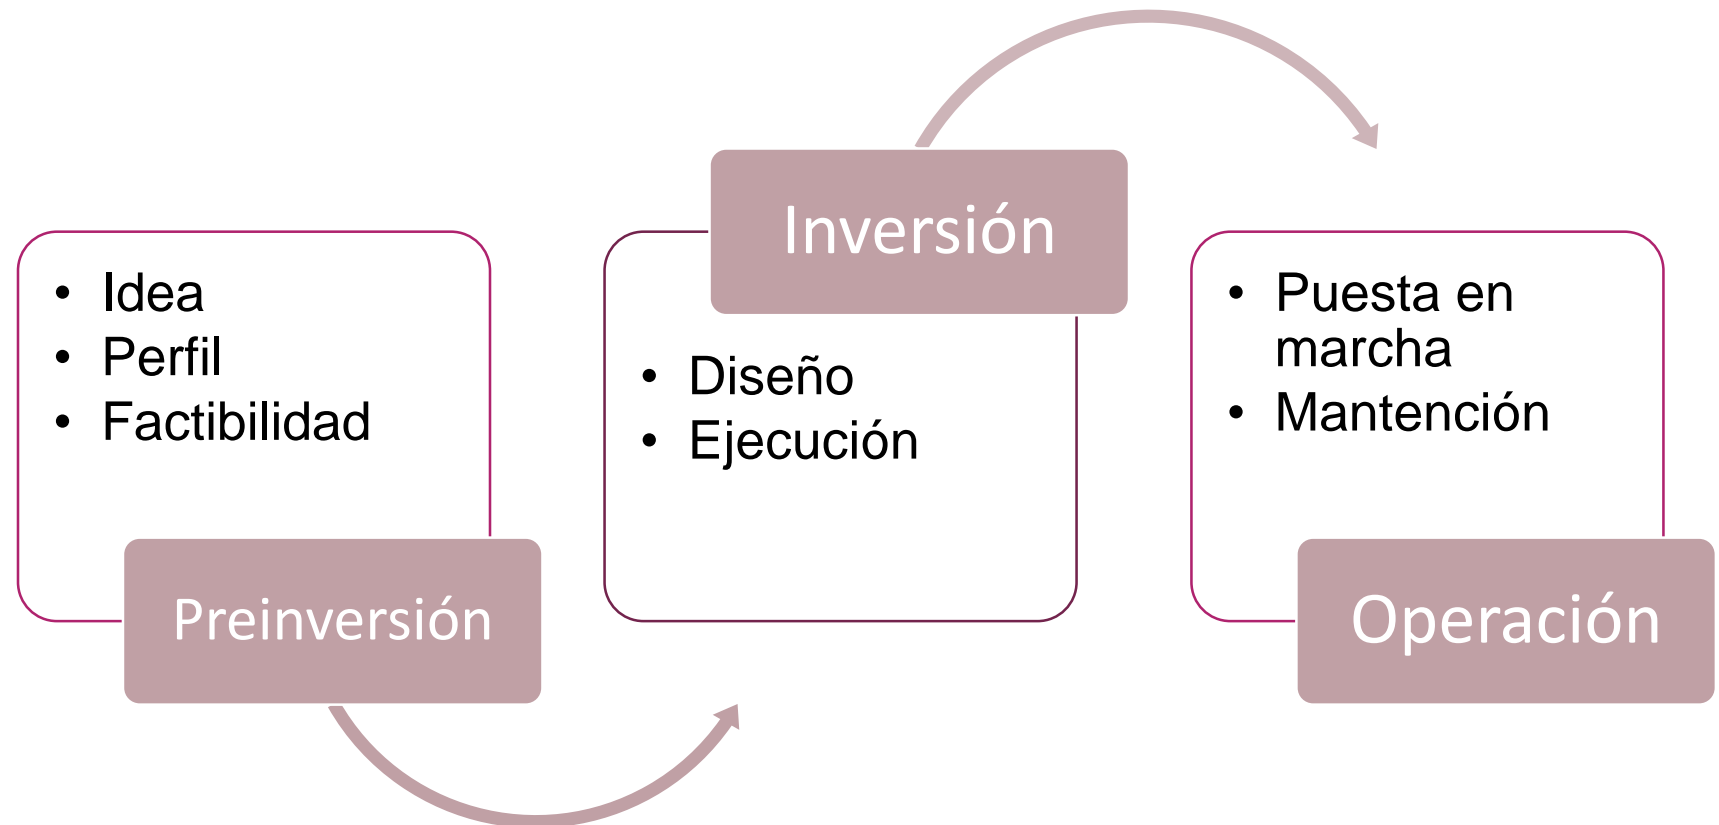 • Idea
• Perfil
• Factibilidad
Preinversión
Inversión
• Diseño
• Ejecución
• Puesta en
marcha
• Mantención
Operación